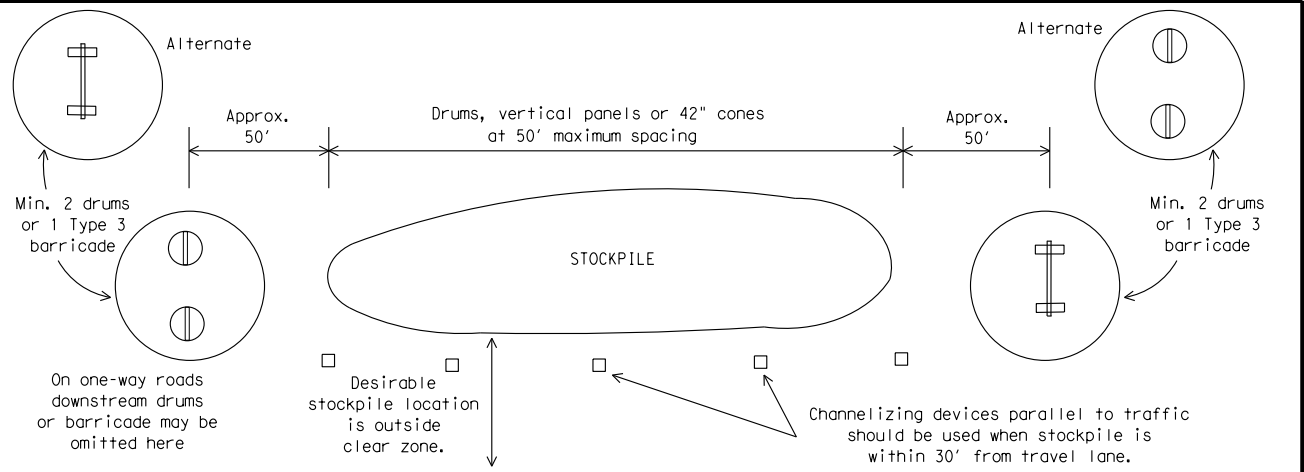 Alternate
Alternate
Approx.
50'
Drums, vertical panels or 42" cones
at 50' maximum spacing
Approx.
50'
Min. 2 drums
or 1 Type 3
barricade
Min. 2 drums
or 1 Type 3
barricade
STOCKPILE
On one-way roads
downstream drums
or barricade may be
omitted here
Desirable
stockpile location
is outside
clear zone.
Channelizing devices parallel to traffic
should be used when stockpile is
within 30' from travel lane.